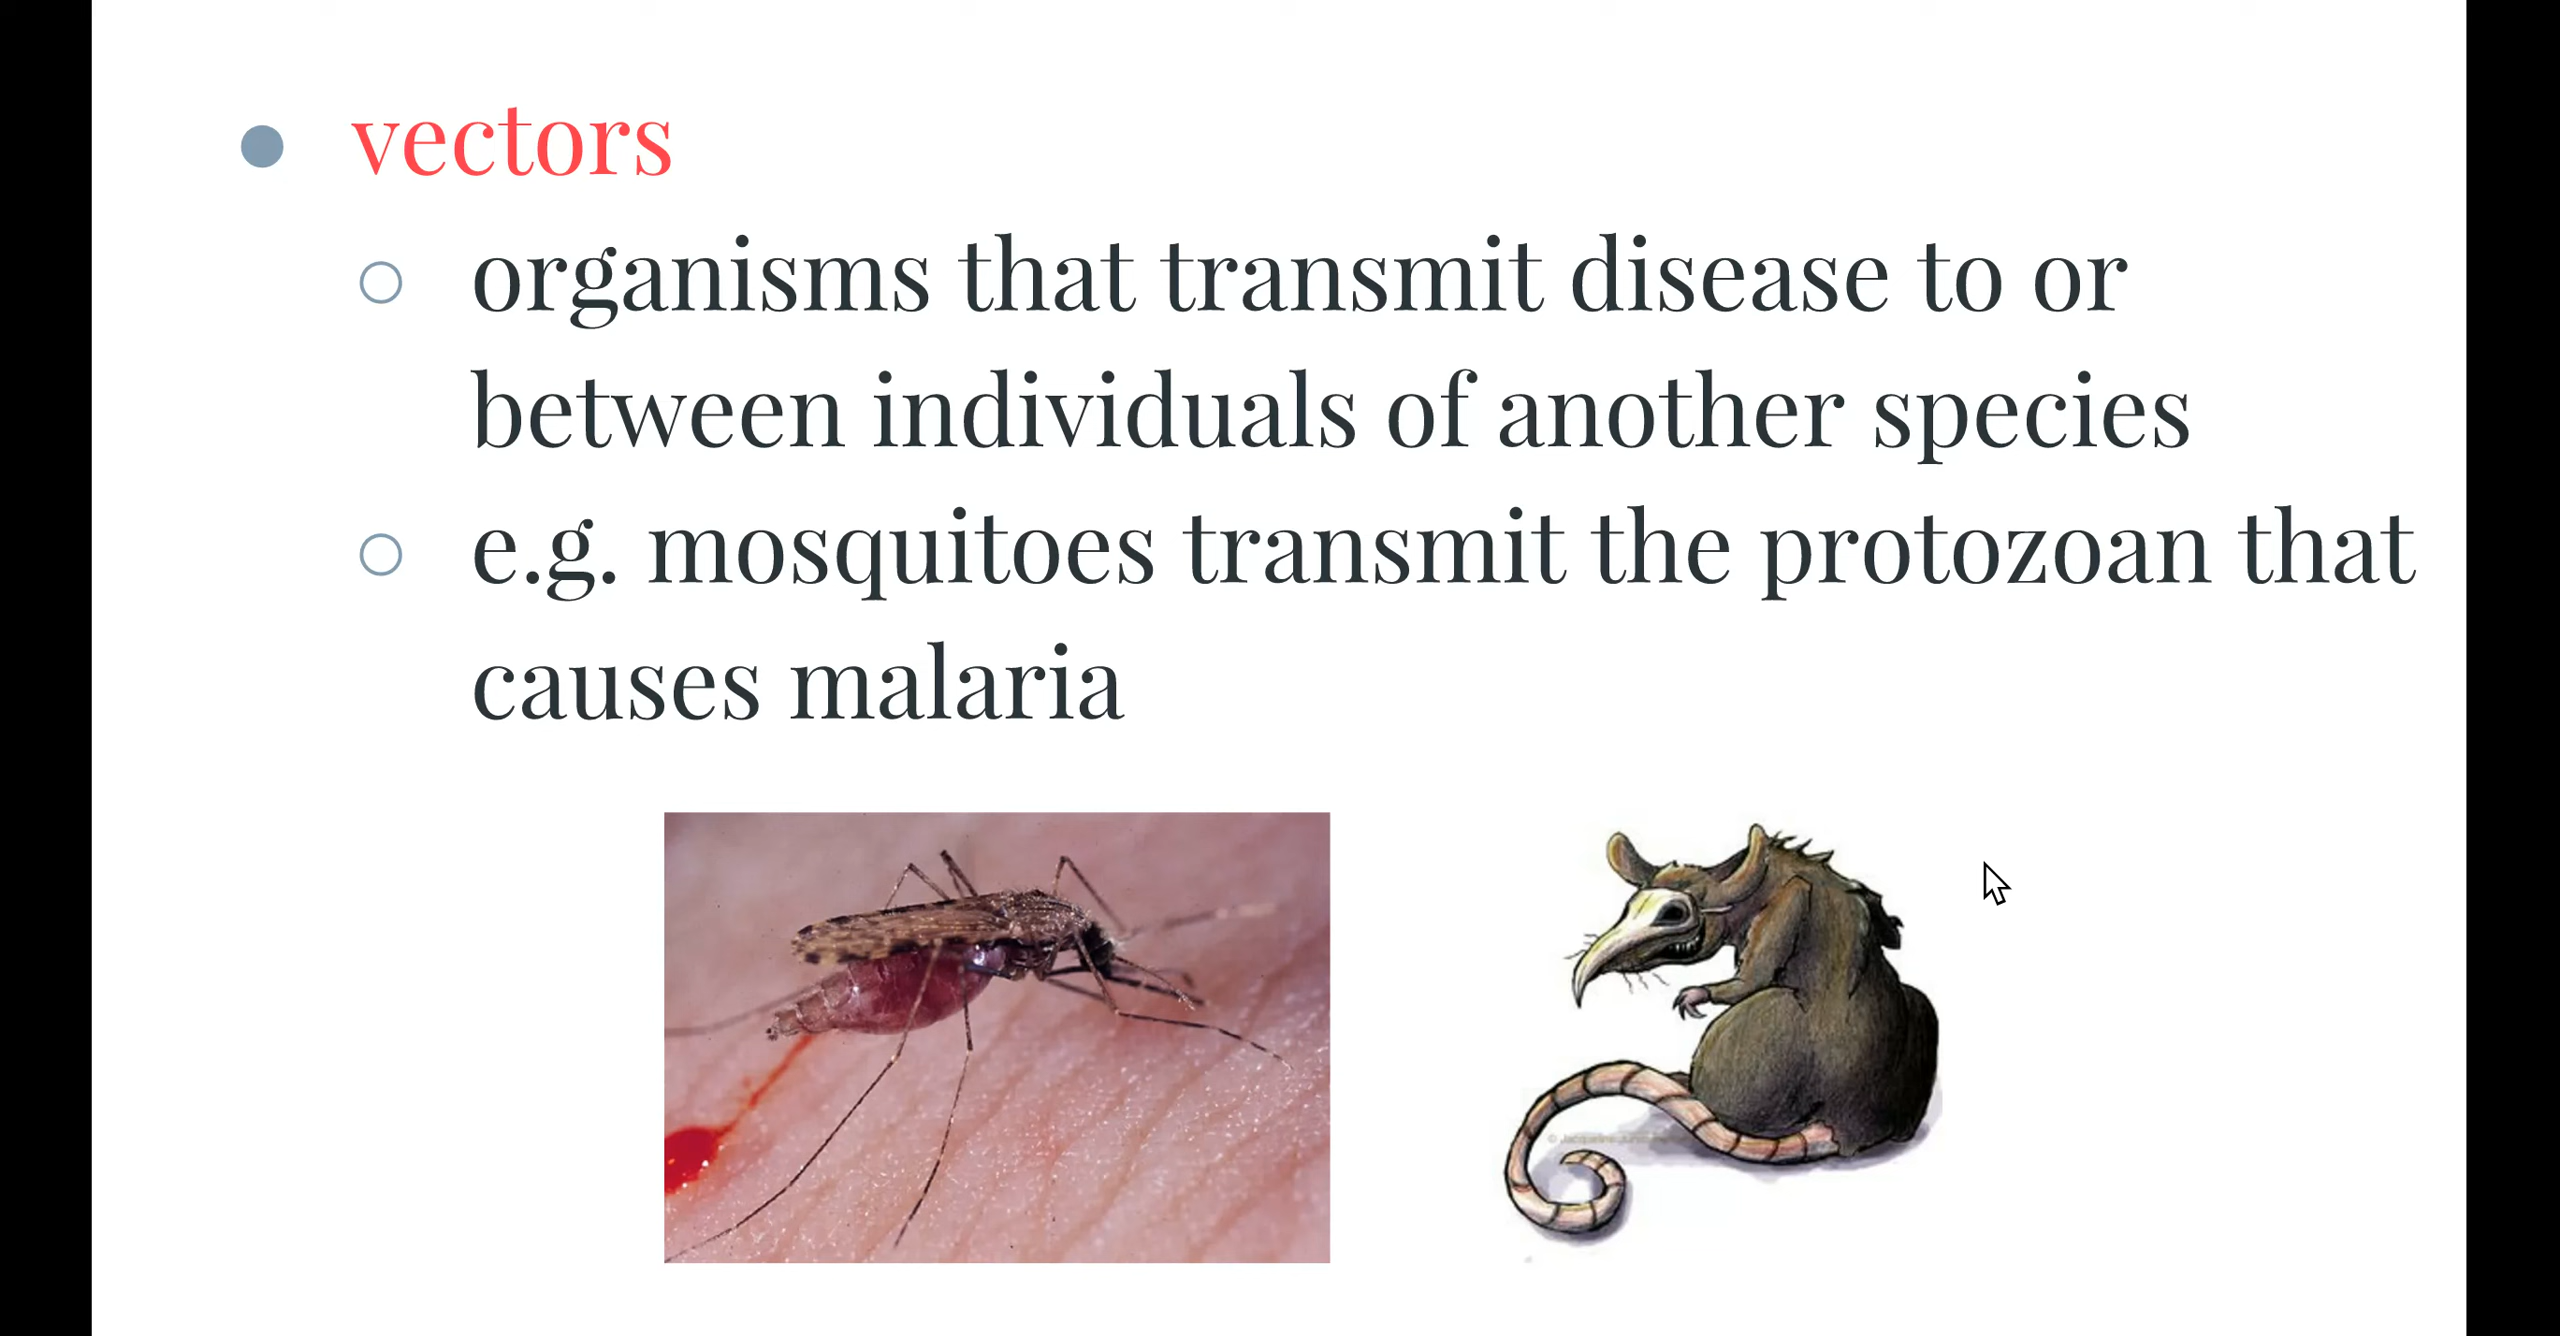 vectors
organisms that transmit disease to or
between individuals of another species
e.g. mosquitoes transmit the protozoan that
causes malaria